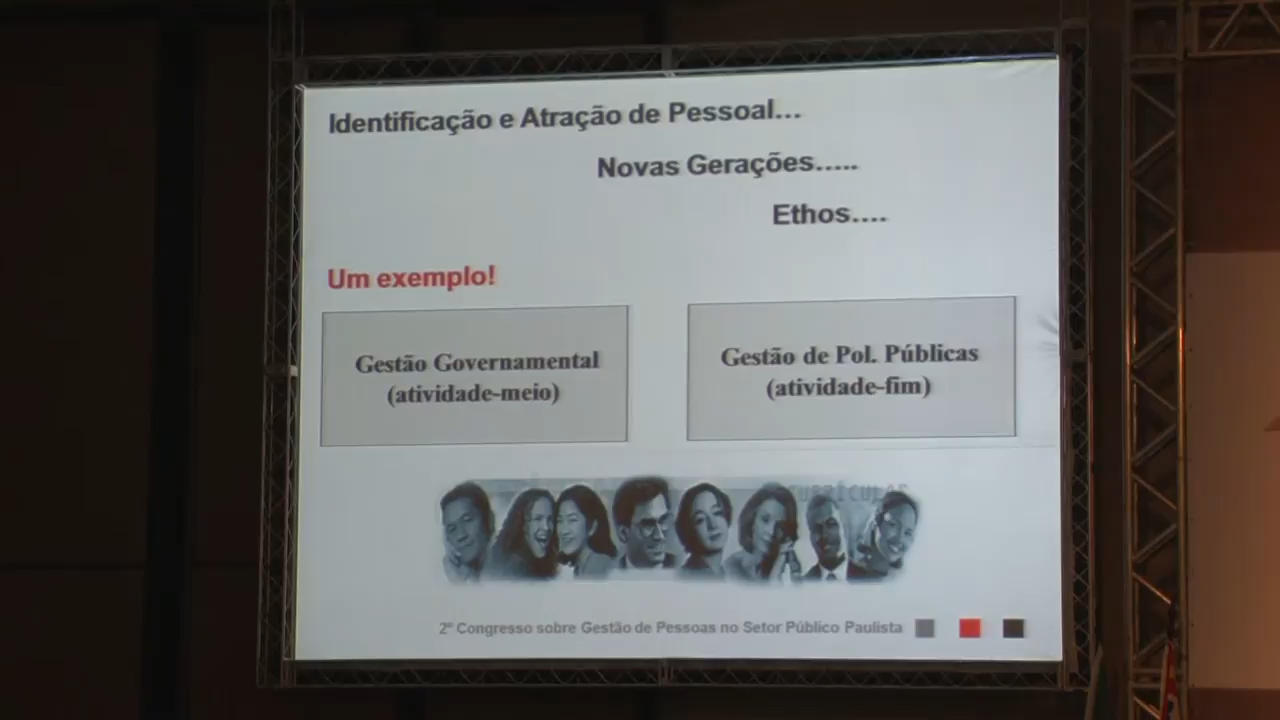 Identificação e Atração de Pessoal...
Novas Gerações.....
Ethos....
Um exemplo!
Gestão Governamental
(atividade-meio)
Gestão de Pol. Públicas
(atividade-fim)
CURRÍCULAR
2º Congresso sobre Gestão de Pessoas no Setor Público Paulista